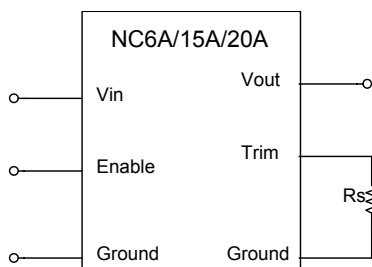 NC6A/15A/20A
Vin
Vout
Enable
Trim
Rs
Ground
Ground